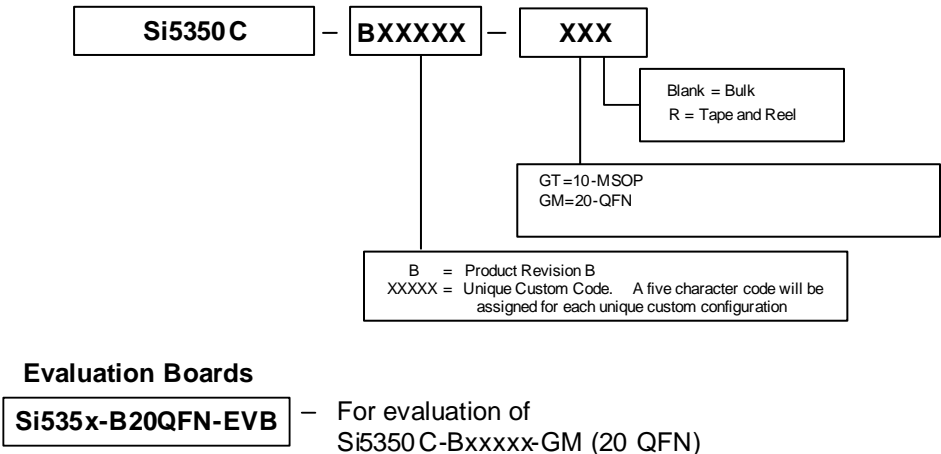 Si5350C – BXXXXX – XXX
Blank = Bulk
R = Tape and Reel
GT=10-MSOP
GM=20-QFN
B = Product Revision B
XXXXX = Unique Custom Code. A five character code will be
assigned for each unique custom configuration
Evaluation Boards
Si535x-B20QFN-EVB – For evaluation of
Si5350C-Bxxxxx-GM (20 QFN)